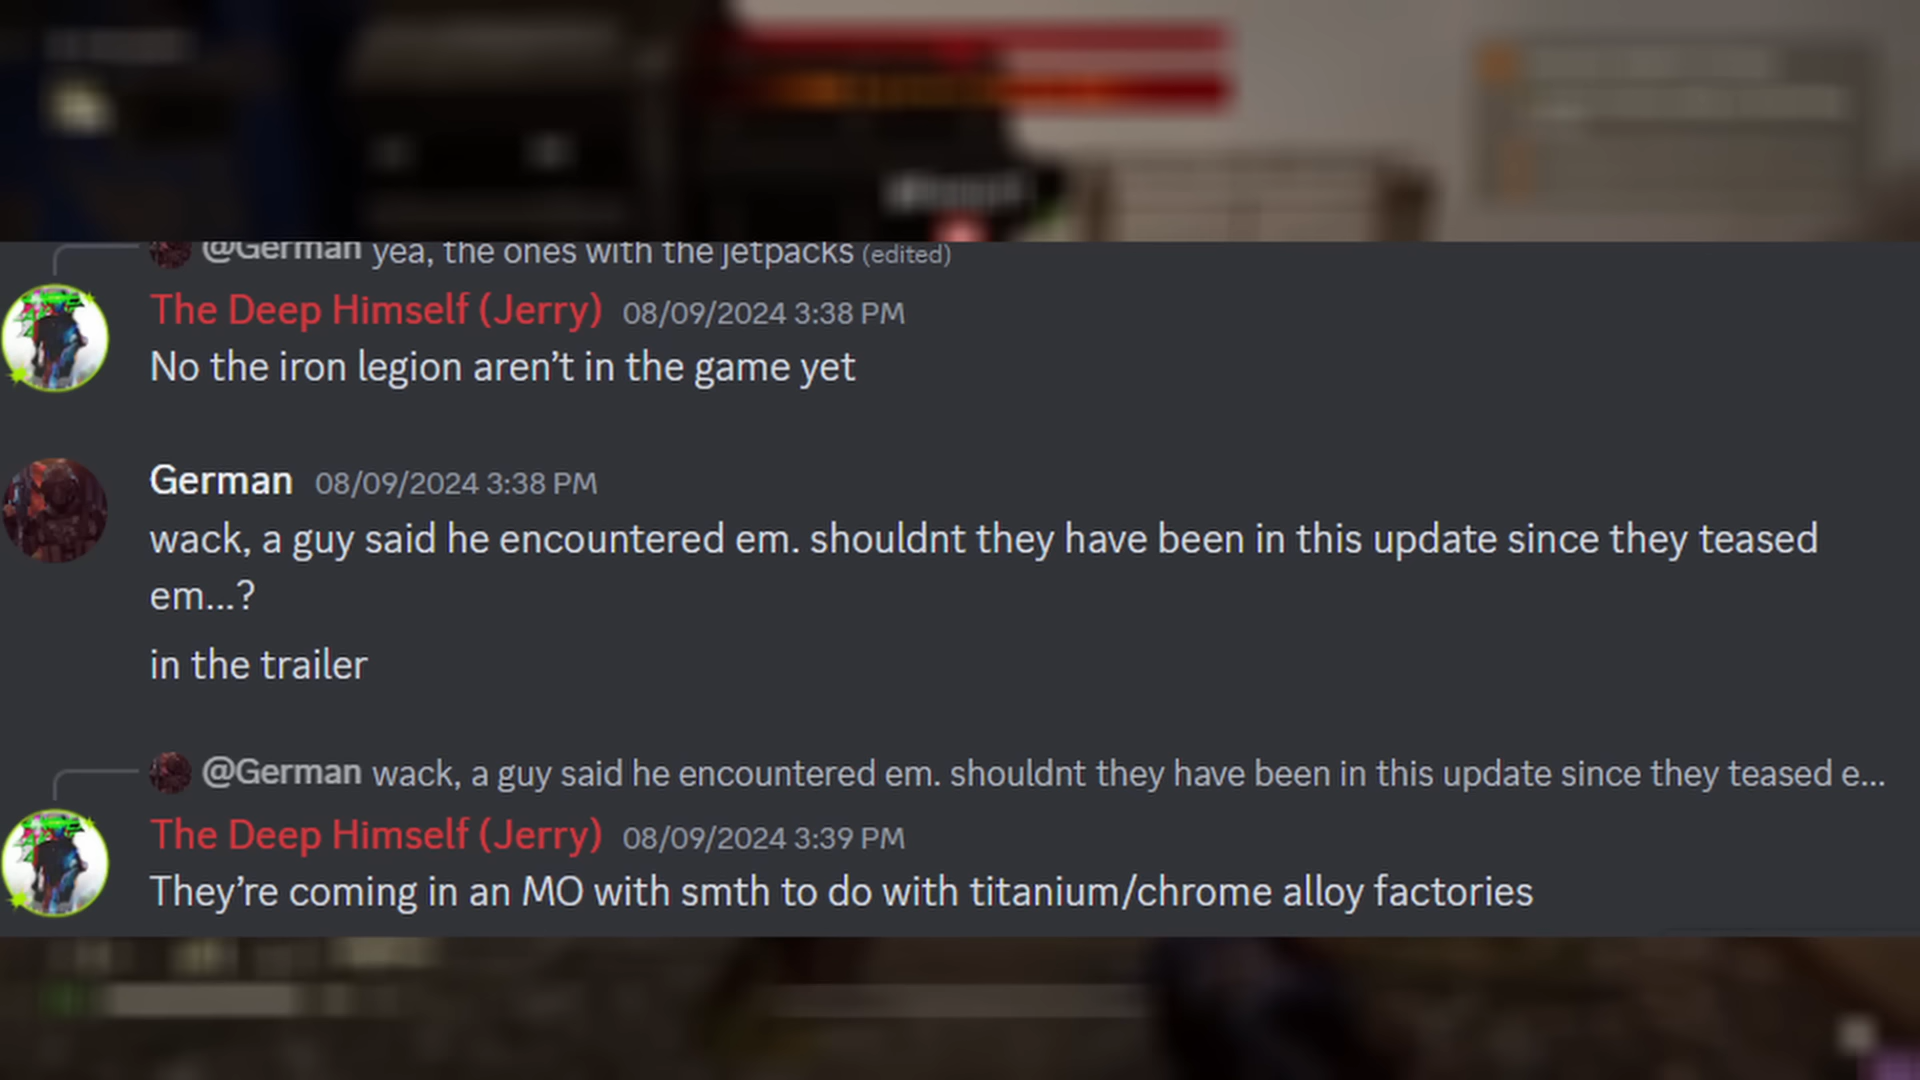 @German yea, the ones with the jetpacks (edited)
The Deep Himself (Jerry) 08/09/2024 3:38 PM
No the iron legion aren’t in the game yet
German 08/09/2024 3:38 PM
wack, a guy said he encountered em. shouldnt they have been in this update since they teased
em...?
in the trailer
@German wack, a guy said he encountered em. shouldnt they have been in this update since they teased e...
The Deep Himself (Jerry) 08/09/2024 3:39 PM
They’re coming in an MO with smth to do with titanium/chrome alloy factories